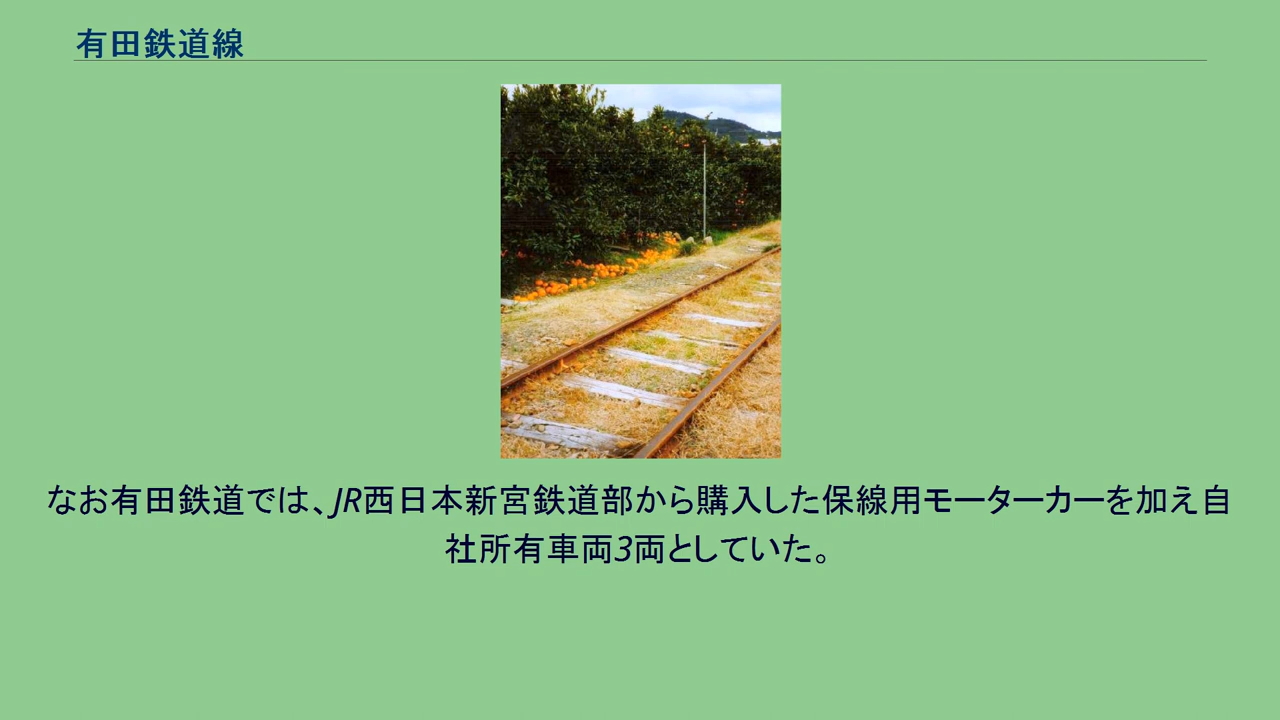 有田鉄道線
なお有田鉄道では、JR西日本新宮鉄道部から購入した保線用モーターカーを加え自
社所有車両3両としていた。